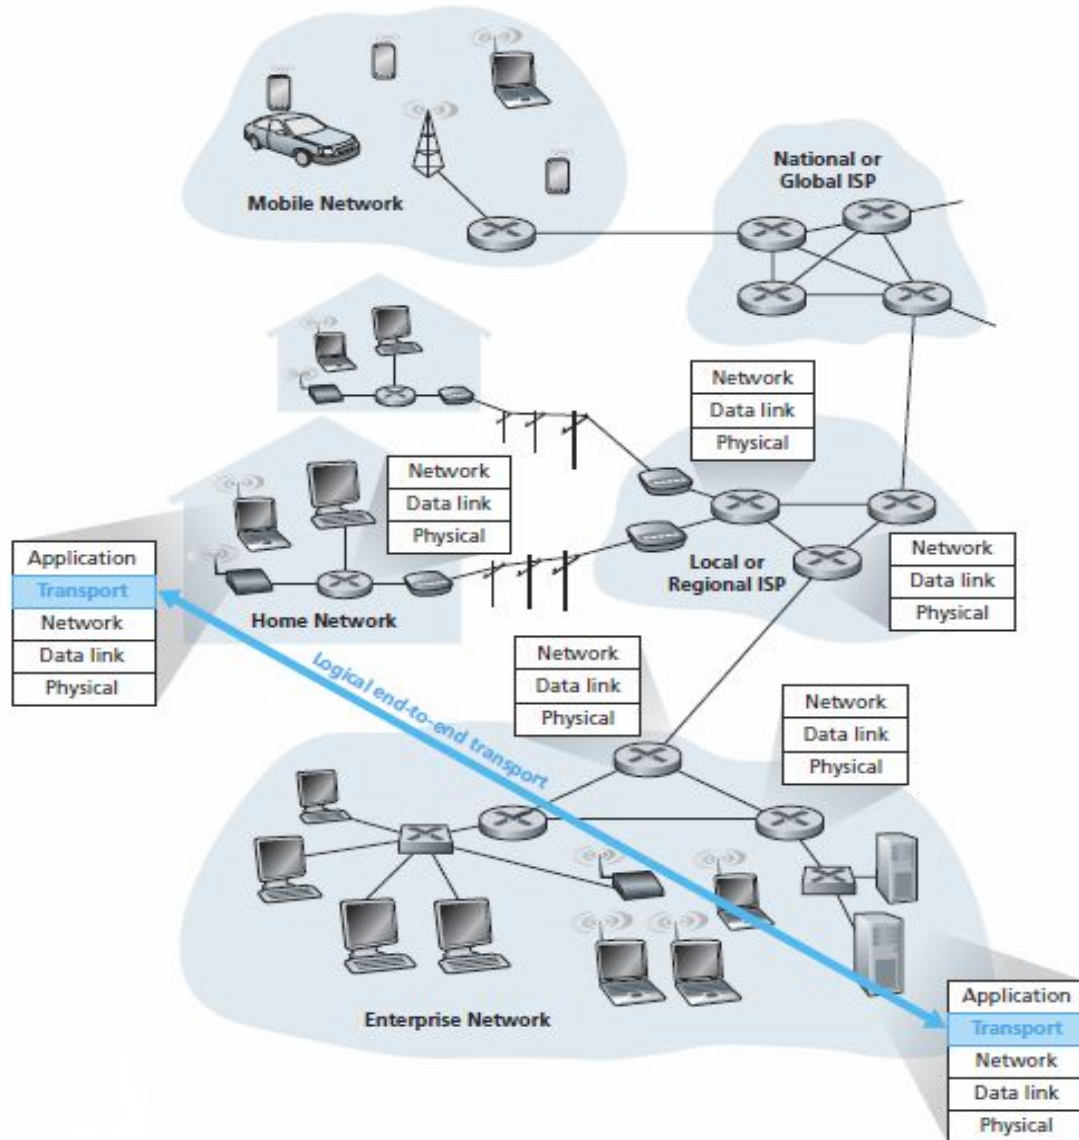 National or
Global ISP
Mobile Network
Network
Data link
Physical
Network
Data link
Physical
Application
Transport
Network
Data link
Physical
Home Network
Local or
Regional ISP
Network
Data link
Physical
Network
Data link
Physical
Logical end-to-end transport
Network
Data link
Physical
Enterprise Network
Application
Transport
Network
Data link
Physical